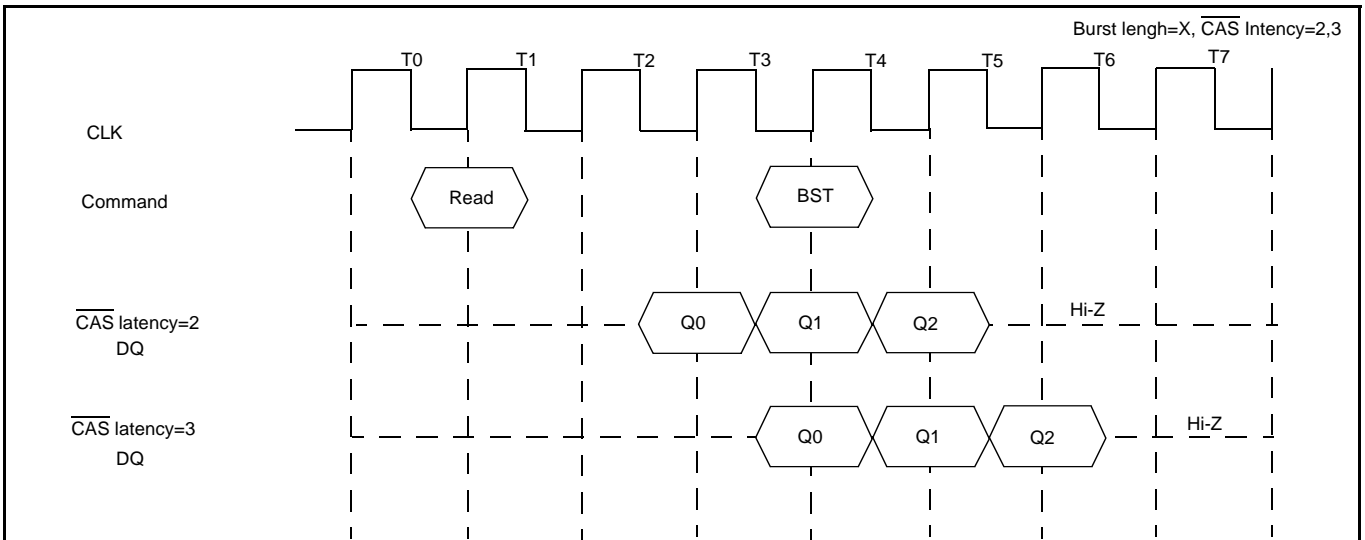 Burst lengh=X, CAS Intency=2,3
T0 T1 T2 T3 T4 T5 T6 T7
CLK
Command Read BST
CAS latency=2
DQ
Q0 Q1 Q2 Hi-Z
CAS latency=3
DQ
Q0 Q1 Q2 Hi-Z